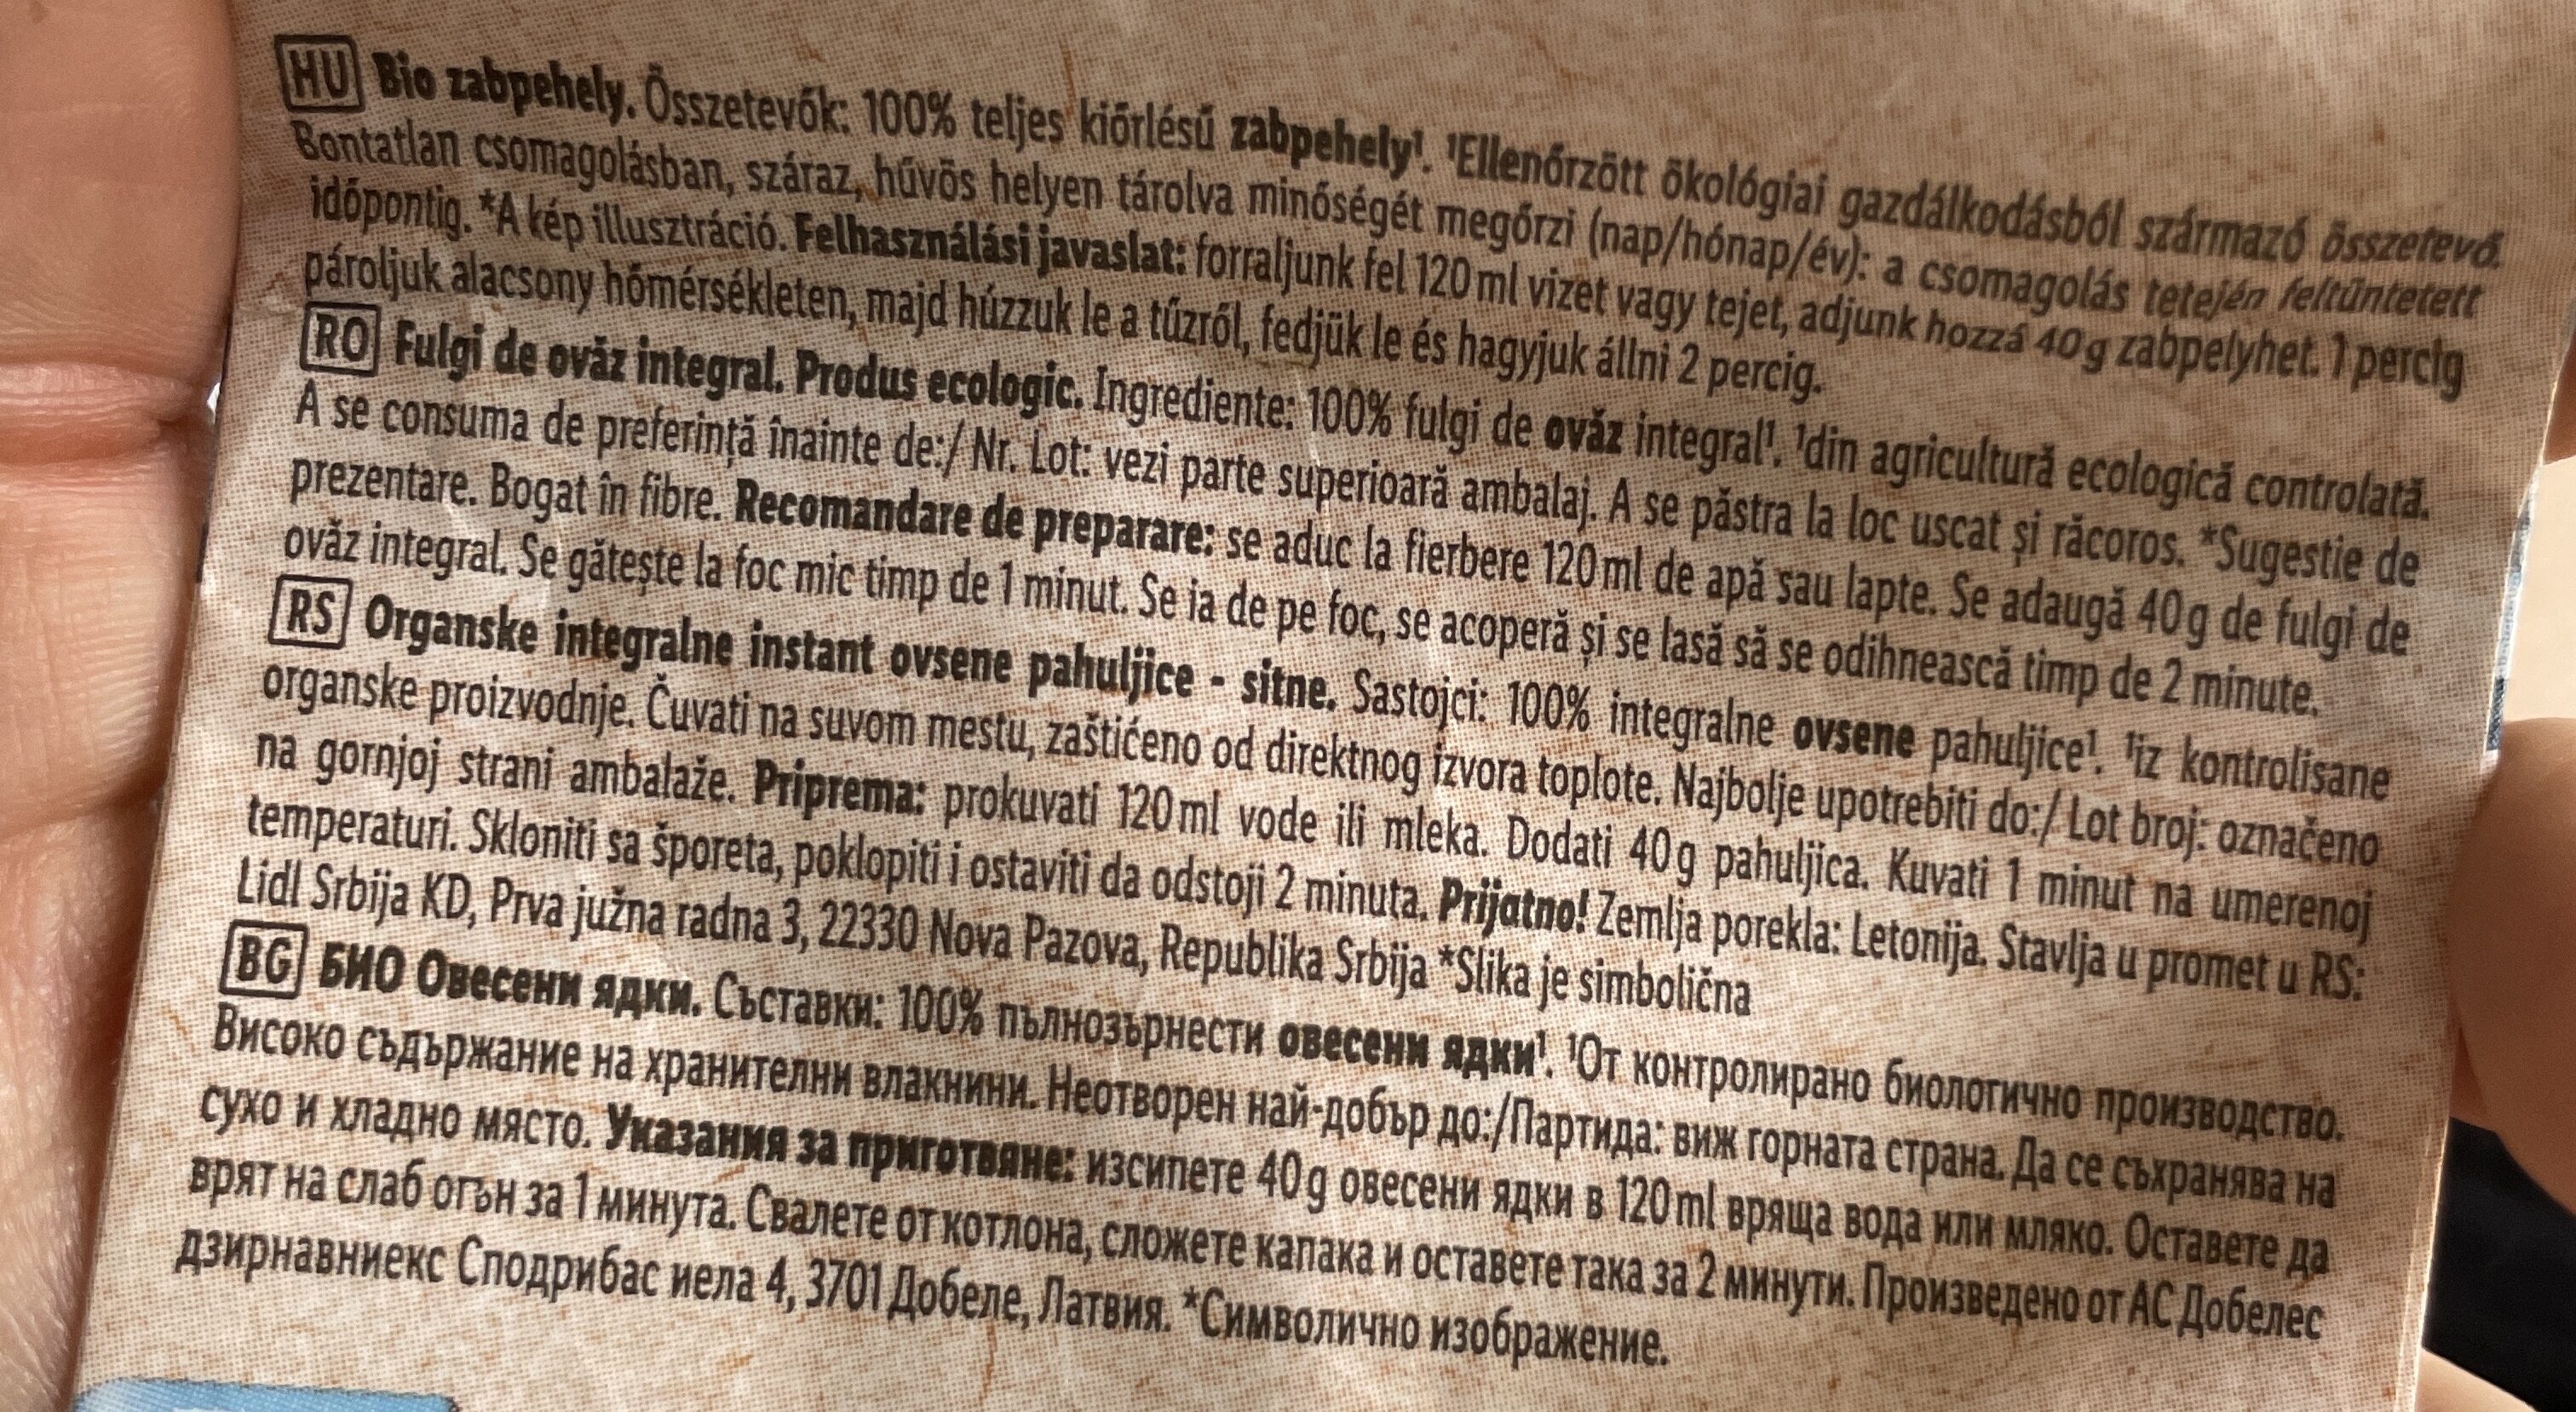 HU Bio zabpehely. Összetevők: 100% teljes kiőrlésű zabpehely¹. ¹Ellenőrzött ökológiai gazdálkodásból származó összetevő.
Bontatlan csomagolásban, száraz, hűvös helyen tárolva minőségét megőrzi (nap/hónap/év): a csomagolás tetején feltűntetett
időpontig. *A kép illusztráció. Felhasználási javaslat: forraljunk fel 120 ml vizet vagy tejet, adjunk hozzá 40 g zabpelyhet. 1 percig
pároljuk alacsony hőmérsékleten, majd húzzuk le a tűzről, fedjük le és hagyjuk állni 2 percig.
RO Fulgi de ovăz integral. Produs ecologic. Ingrediente: 100% fulgi de ovăz integral¹. ¹din agricultură ecologică controlată.
A se consuma de preferință înainte de:/ Nr. Lot: vezi parte superioară ambalaj. A se păstra la loc uscat și răcoros. *Sugestie de
prezentare. Bogat în fibre. Recomandare de preparare: se aduc la fierbere 120 ml de apă sau lapte. Se adaugă 40 g de fulgi de
ovăz integral. Se gătește la foc mic timp de 1 minut. Se ia de pe foc, se acoperă și se lasă să se odihnească timp de 2 minute.
RS Organske integralne instant ovsene pahuljice - sitne. Sastojci: 100% integralne ovsene pahuljice¹. ¹iz kontrolisane
organske proizvodnje. Čuvati na suvom mestu, zaštićeno od direktnog izvora toplote. Najbolje upotrebiti do:/ Lot broj: označeno
na gornjoj strani ambalaže. Priprema: prokuvati 120 ml vode ili mleka. Dodati 40 g pahuljica. Kuvati 1 minut na umerenoj
temperaturi. Skloniti sa šporeta, poklopiti i ostaviti da odstoji 2 minuta. Prijatno! Zemlja porekla: Letonija. Stavlja u promet u RS:
Lidl Srbija KD, Prva južna radna 3, 22330 Nova Pazova, Republika Srbija *Slika je simbolična
BG БИО Овесени ядки. Съставки: 100% пълнозърнести овесени ядки¹. ¹От контролирано биологично производство.
Високо съдържание на хранителни влакнини. Неотворен най-добър до:/Партида: виж горната страна. Да се съхранява на
сухо и хладно място. Указания за приготвяне: изсипете 40 g овесени ядки в 120 ml вряща вода или мляко. Оставете да
врят на слаб огън за 1 минута. Свалете от котлона, сложете капака и оставете така за 2 минути. Произведено от АС Добелес
дзирнавниекс Сподрибас иела 4, 3701 Добеле, Латвия. *Символично изображение.